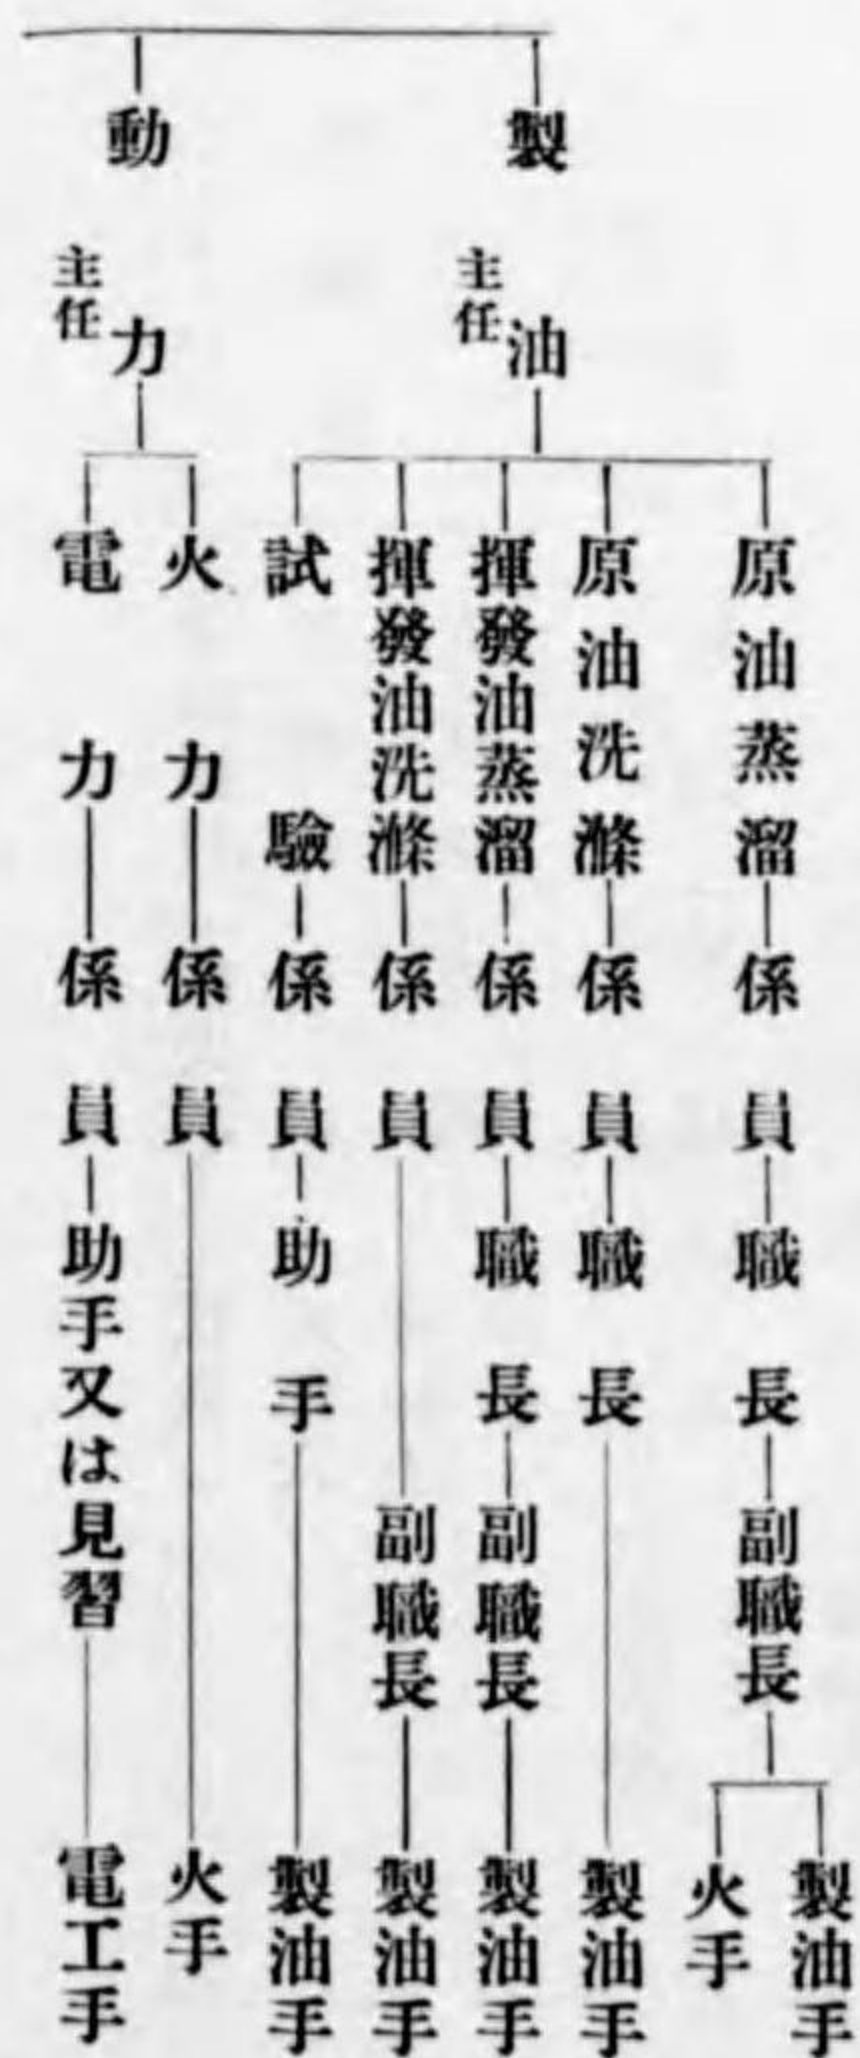 製油
主任
原油蒸溜係員職長副職長
製油手
火手
原油洗滌係員職長製油手
揮發油蒸溜係員職長副職長製油手
揮發油洗滌係員副職長製油手
試驗係員助手製油手
動力
主任
火力係員火手
電力係員助手又は見習電工手